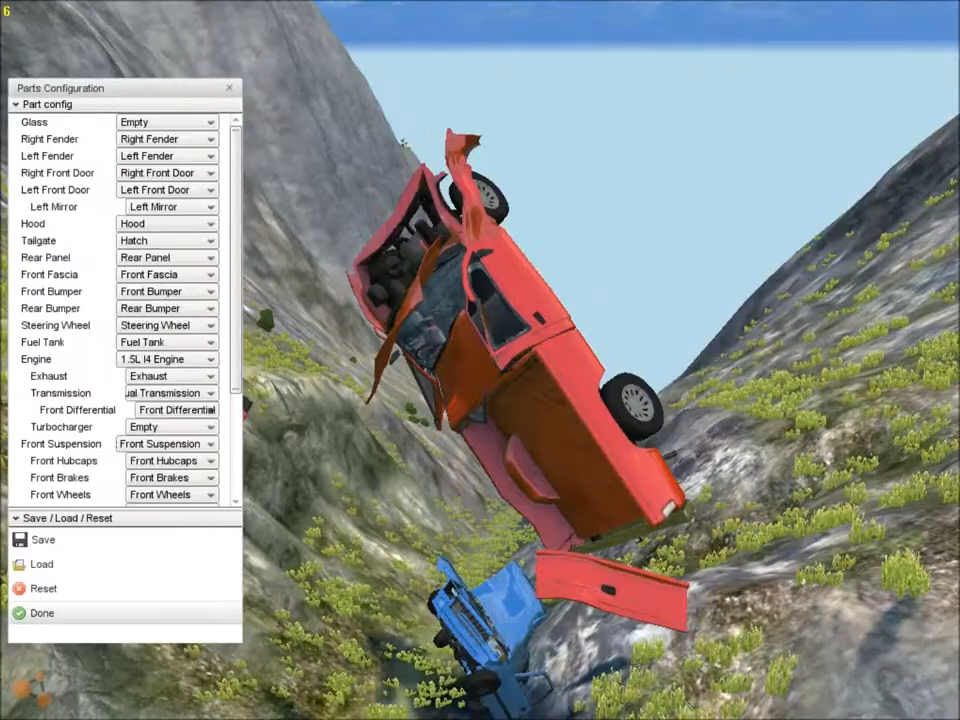 6
Parts Configuration
Part config
Glass Empty
Right Fender Right Fender
Left Fender Left Fender
Right Front Door Right Front Door
Left Front Door Left Front Door
Left Mirror Left Mirror
Hood Hood
Tailgate Hatch
Rear Panel Rear Panel
Front Fascia Front Fascia
Front Bumper Front Bumper
Rear Bumper Rear Bumper
Steering Wheel Steering Wheel
Fuel Tank Fuel Tank
Engine 1.5L I4 Engine
Exhaust Exhaust
Transmission ual Transmission
Front Differential Front Differential
Turbocharger Empty
Front Suspension Front Suspension
Front Hubcaps Front Hubcaps
Front Brakes Front Brakes
Front Wheels Front Wheels
Save / Load / Reset
Save
Load
Reset
Done